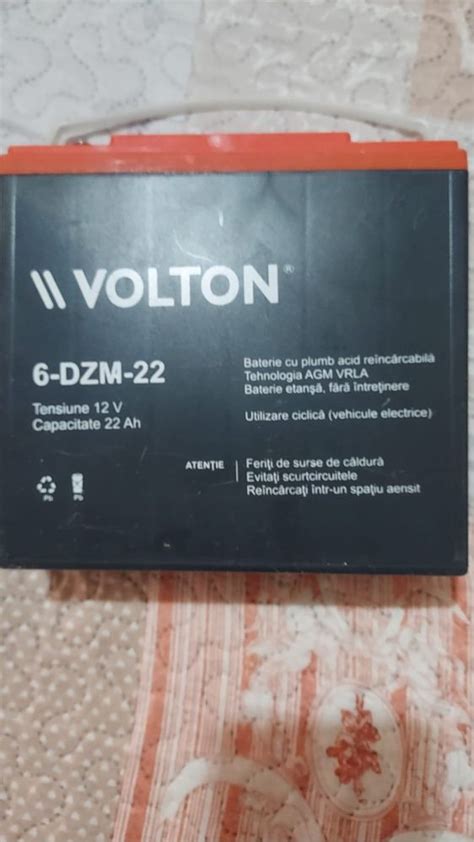 VOLTON®
6-DZM-22
Tensiune 12 V
Capacitate 22 Ah
Baterie cu plumb acid reîncărcabilă
Tehnologia AGM VRLA
Baterie etanșă, fără întreținere
Utilizare ciclică (vehicule electrice)
ATENȚIE
Feriți de surse de căldură
Evitați scurtcircuitele
Reîncărcați într-un spațiu aerisit
Pb
Pb